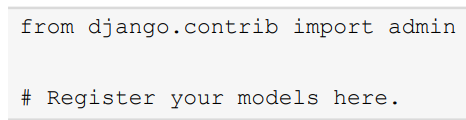 from django.contrib import admin
# Register your models here.